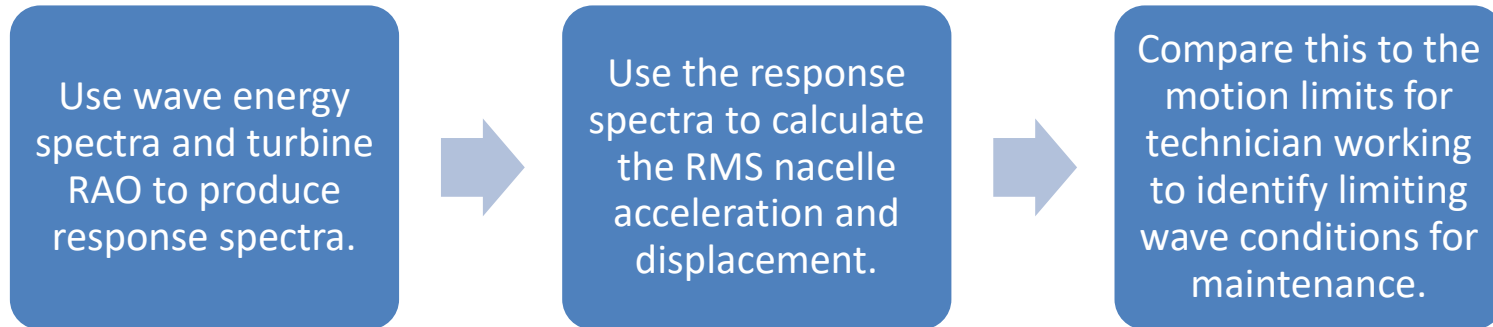 Use wave energy
spectra and turbine
RAO to produce
response spectra.
Use the response
spectra to calculate
the RMS nacelle
acceleration and
displacement.
Compare this to the
motion limits for
technician working
to identify limiting
wave conditions for
maintenance.